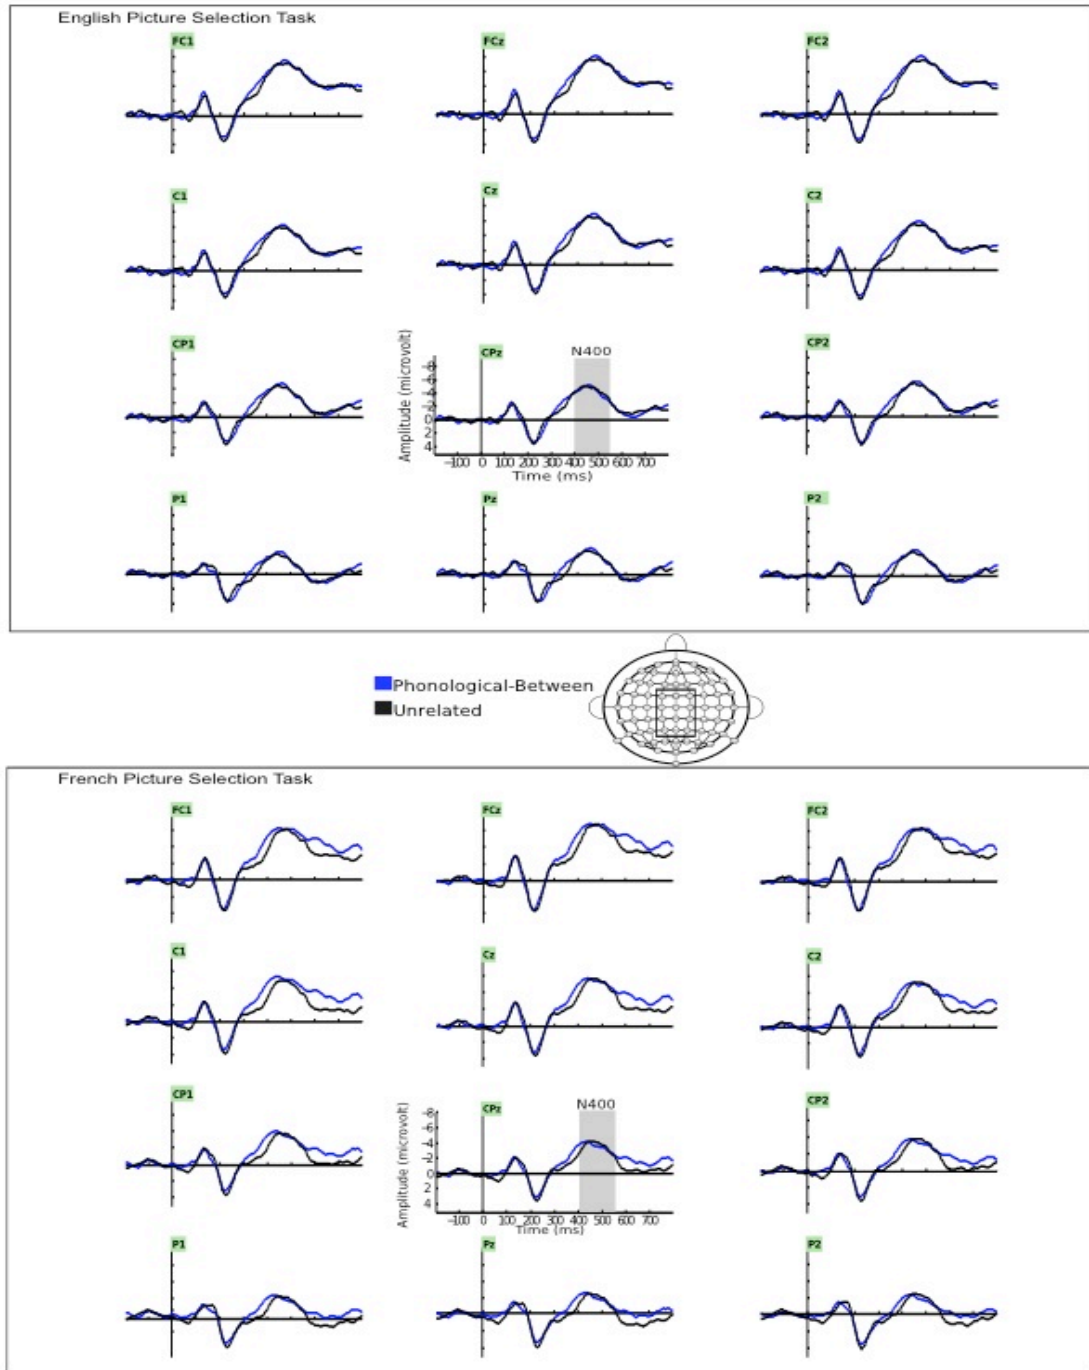 English Picture Selection Task
FC1 FCz FC2
C1 Cz C2
CP1 CPz N400 CP2
Amplitude (microvolt)
-8
-6
-4
-2
0
2
4
-100 0 100 200 300 400 500 600 700
Time (ms)
P1 Pz P2
Phonological-Between
Unrelated
French Picture Selection Task
FC1 FCz FC2
C1 Cz C2
CP1 CPz N400 CP2
Amplitude (microvolt)
-8
-4
-2
0
2
4
-100 0 100 200 300 400 500 600 700
Time (ms)
P1 Pz P2